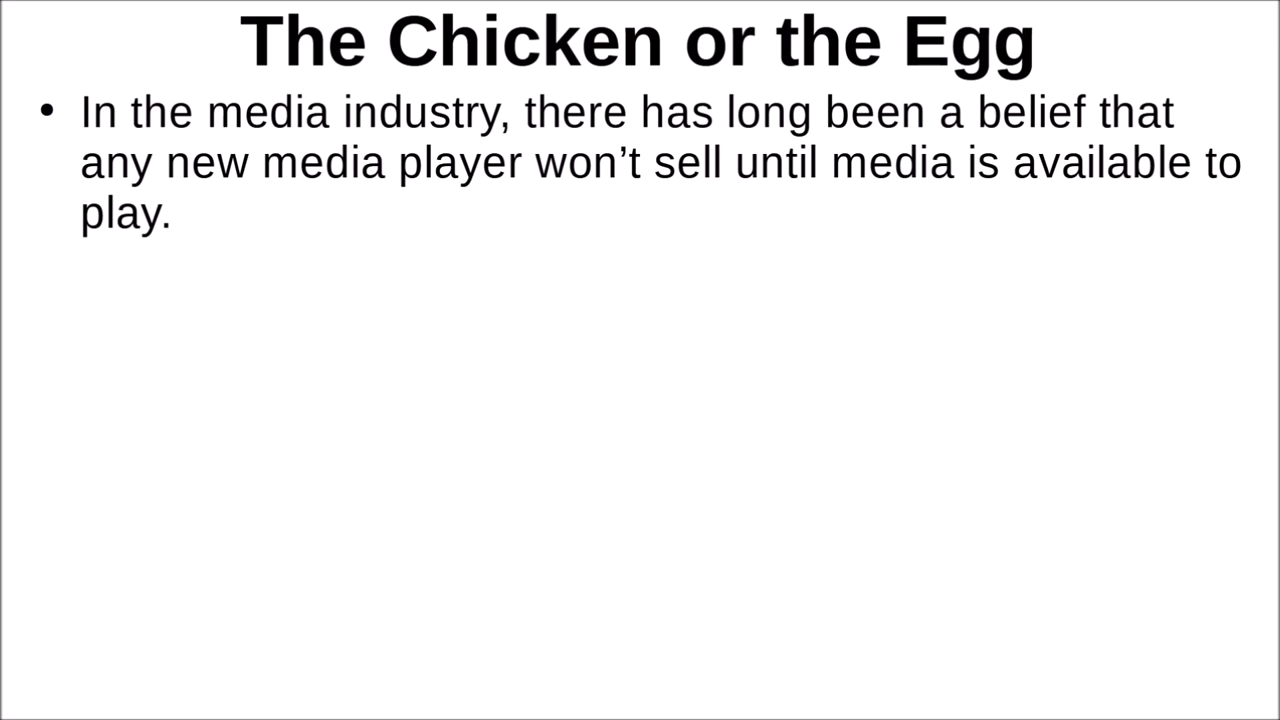 The Chicken or the Egg
• In the media industry, there has long been a belief that
any new media player won’t sell until media is available to
play.